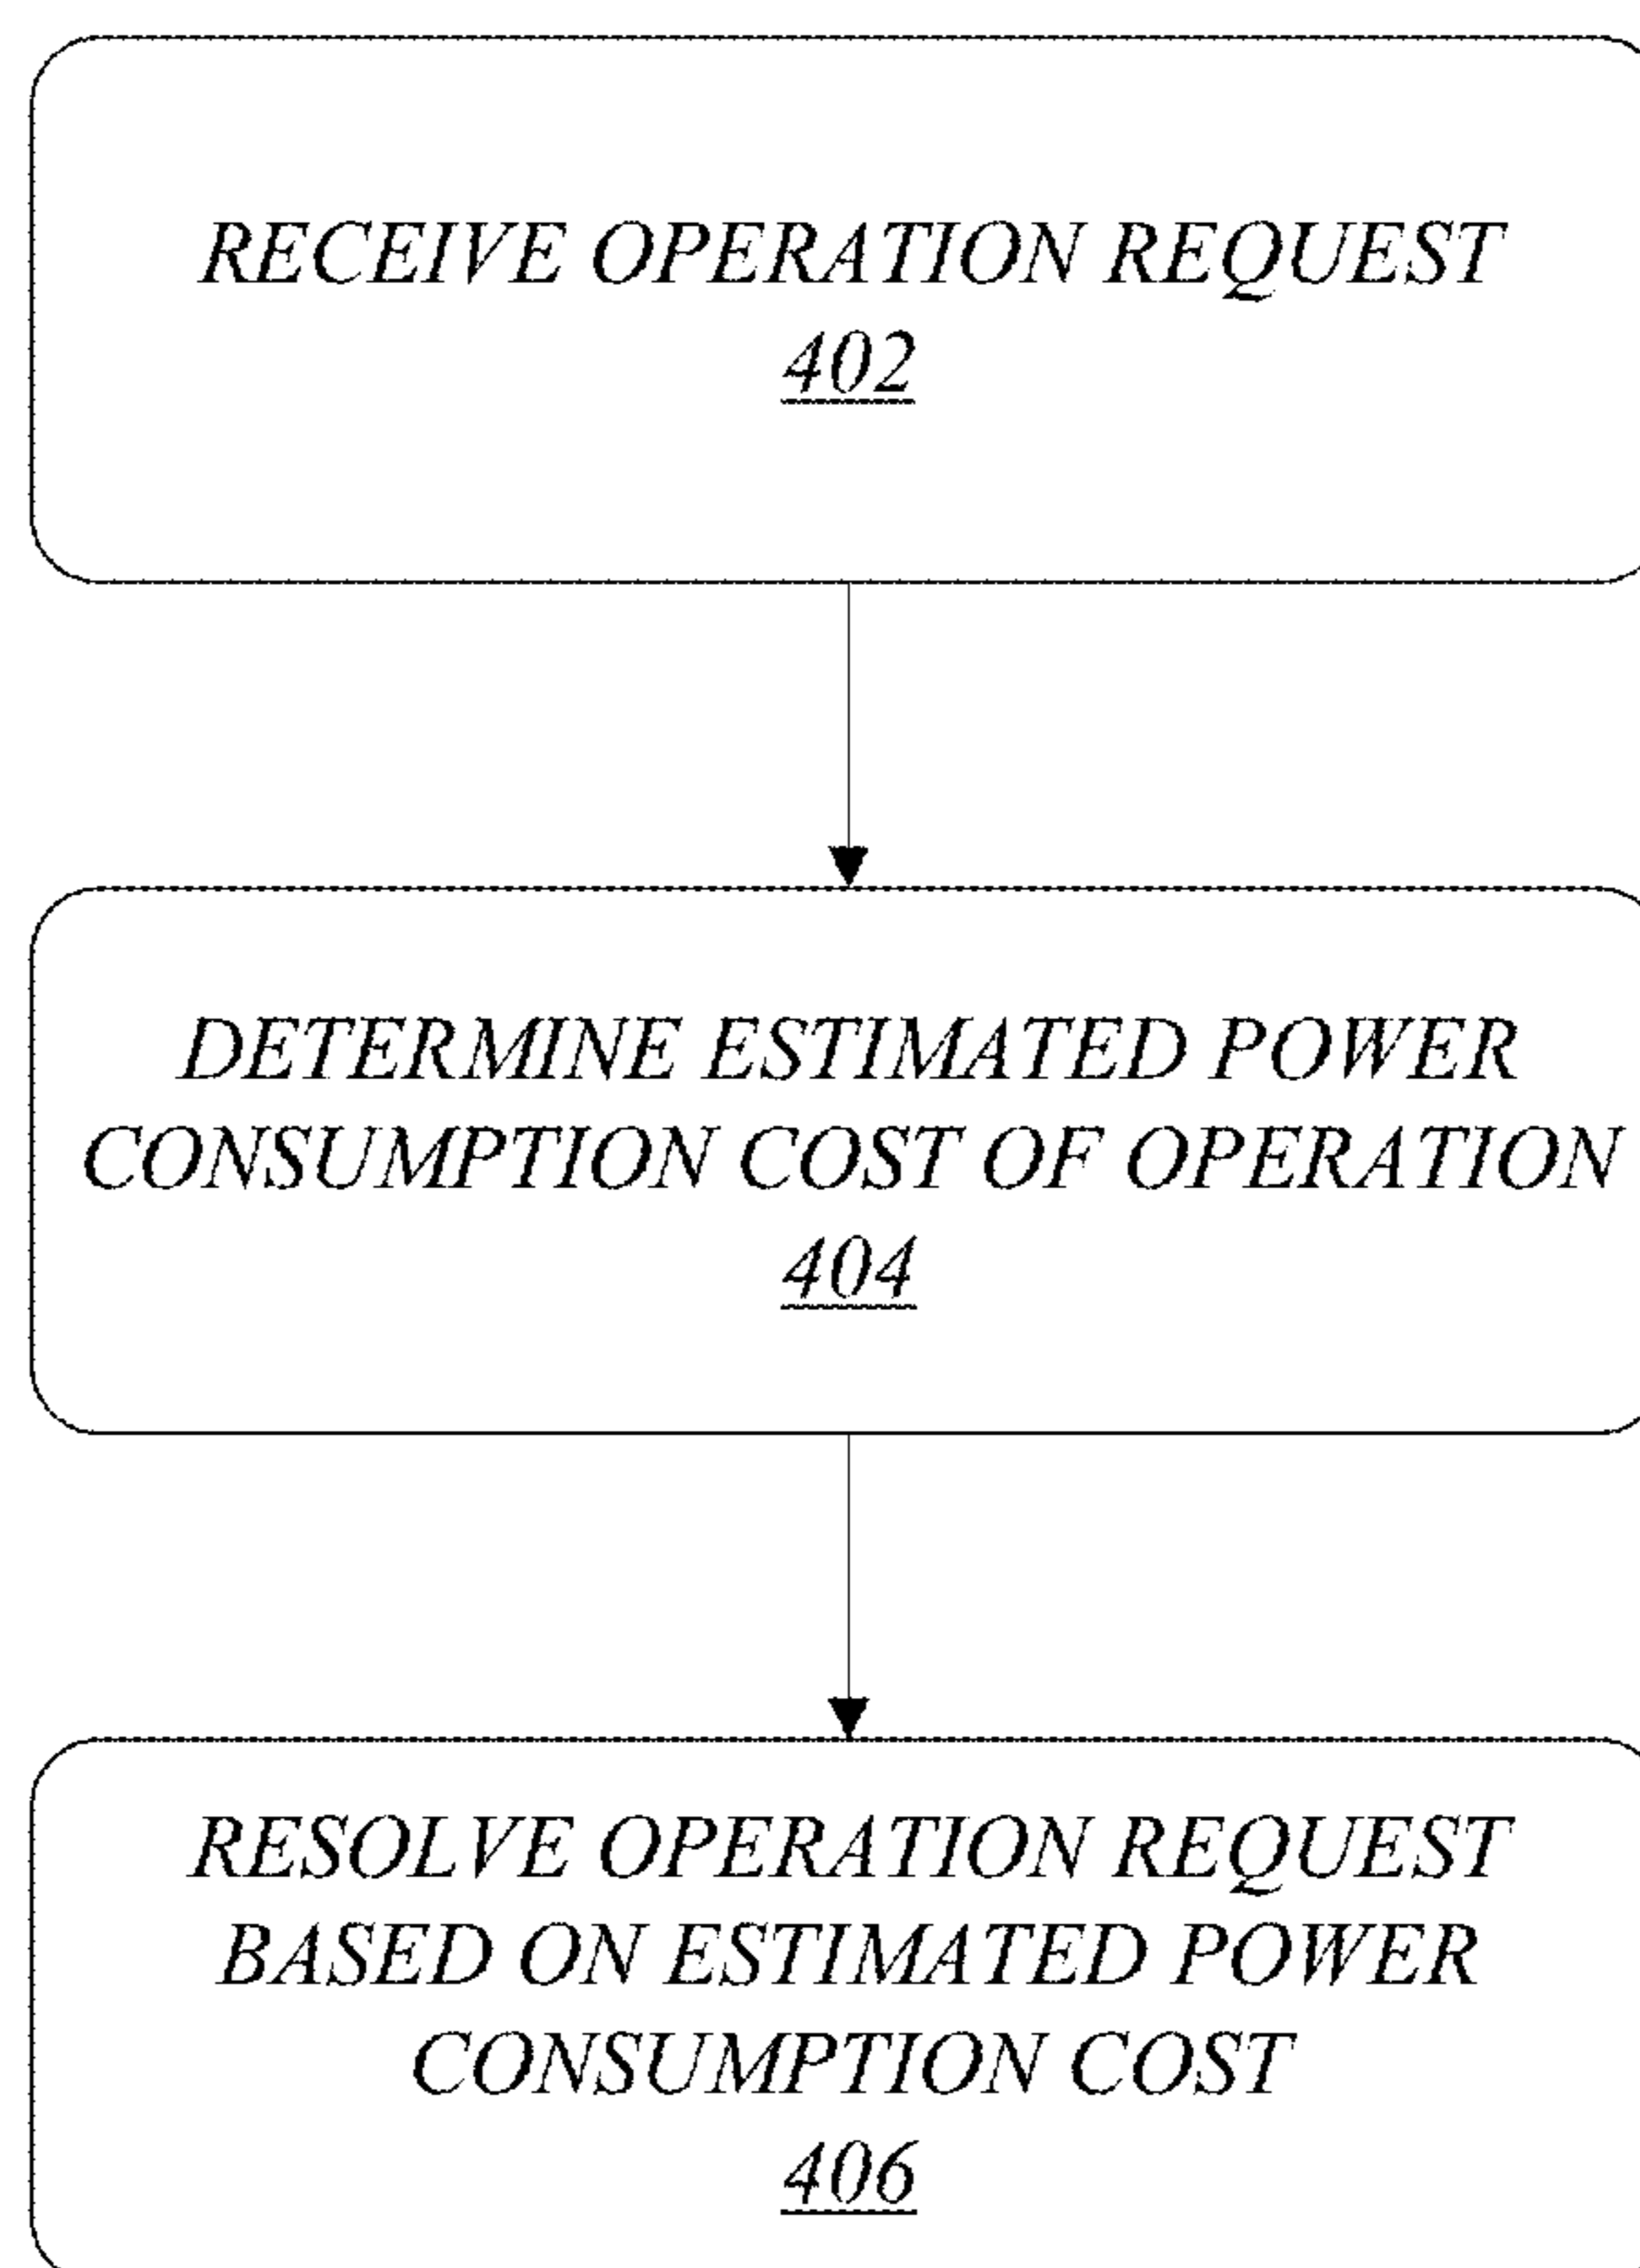 RECEIVE OPERATION REQUEST
402
DETERMINE ESTIMATED POWER
CONSUMPTION COST OF OPERATION
404
RESOLVE OPERATION REQUEST
BASED ON ESTIMATED POWER
CONSUMPTION COST
406